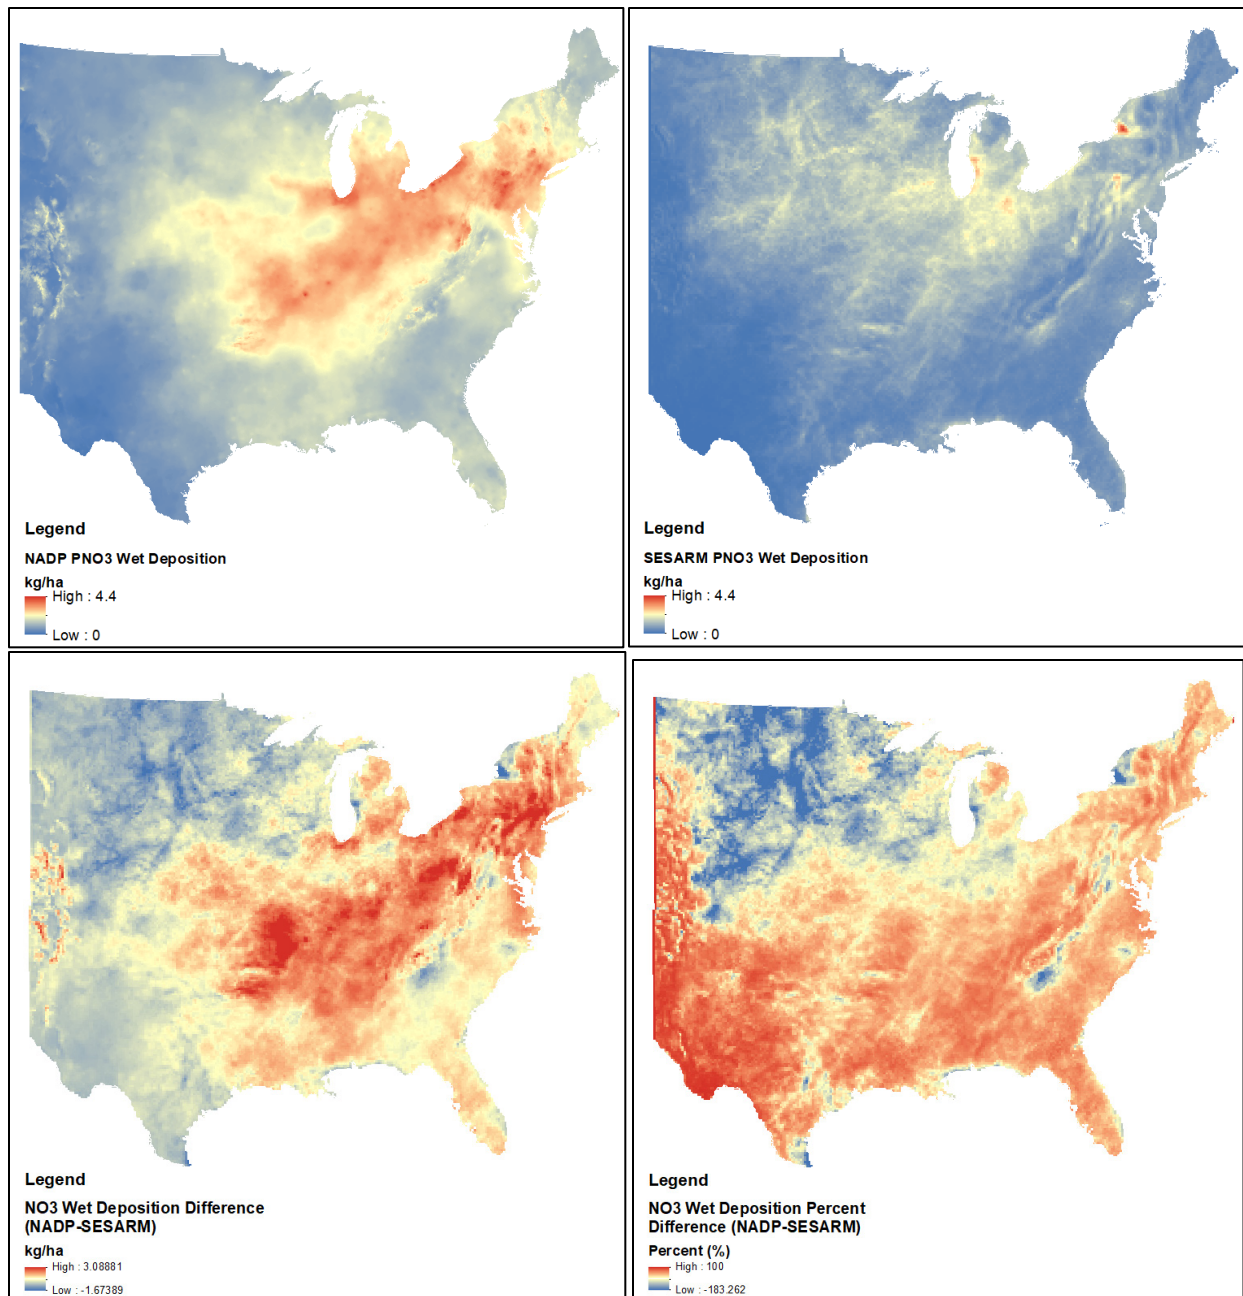 Legend
NADP PNO3 Wet Deposition
kg/ha
High : 4.4
Low : 0
Legend
SESARM PNO3 Wet Deposition
kg/ha
High : 4.4
Low : 0
Legend
NO3 Wet Deposition Difference
(NADP-SESARM)
kg/ha
High : 3.08881
Low : -1.67389
Legend
NO3 Wet Deposition Percent
Difference (NADP-SESARM)
Percent (%)
High : 100
Low : -183.262